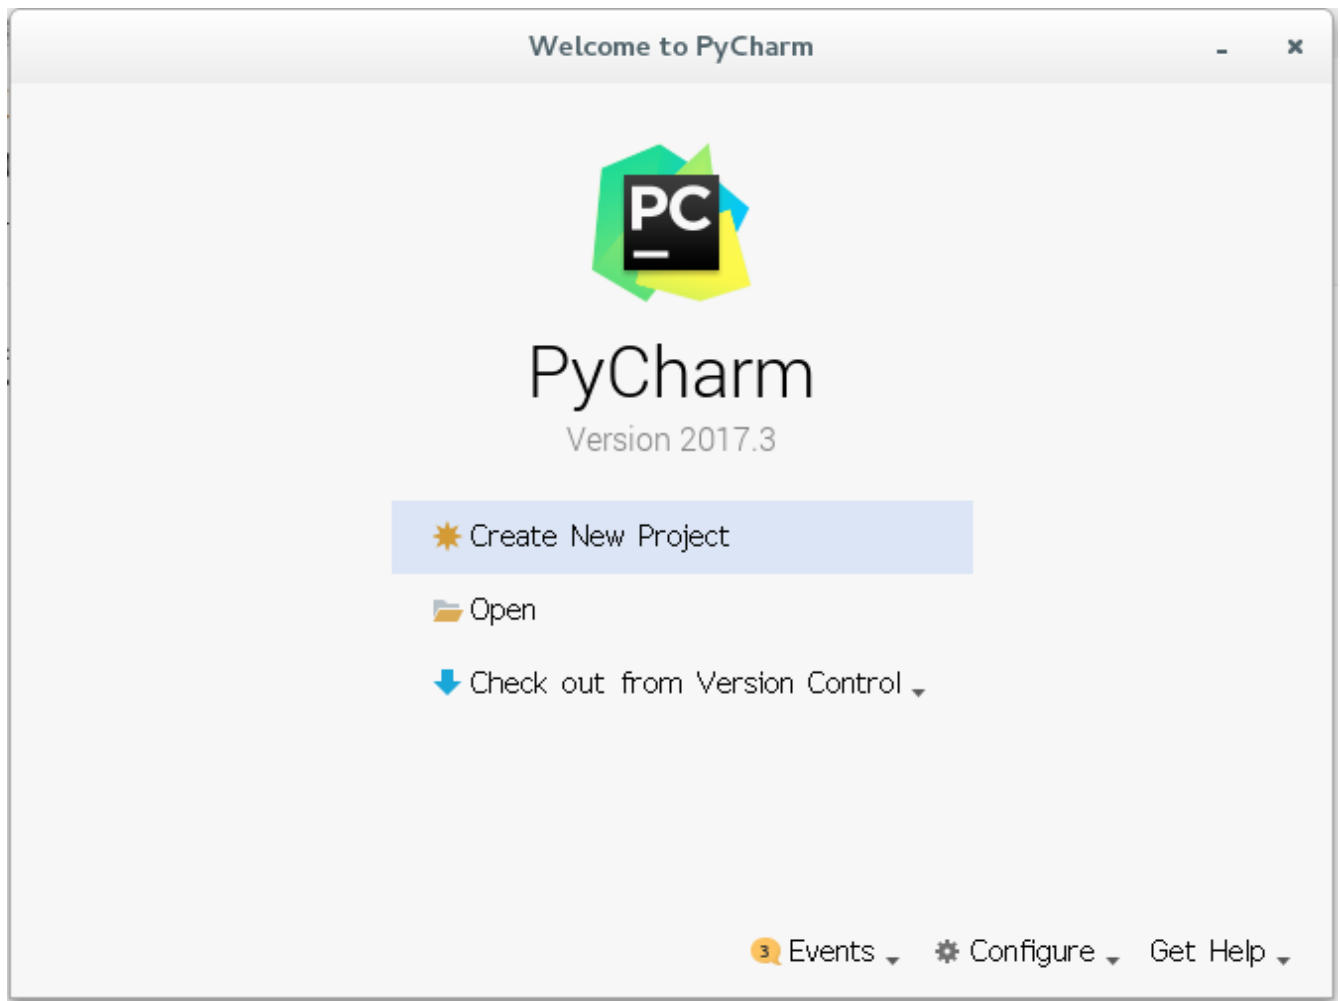 Welcome to PyCharm
PC
PyCharm
Version 2017.3
Create New Project
Open
Check out from Version Control
3 Events Configure Get Help